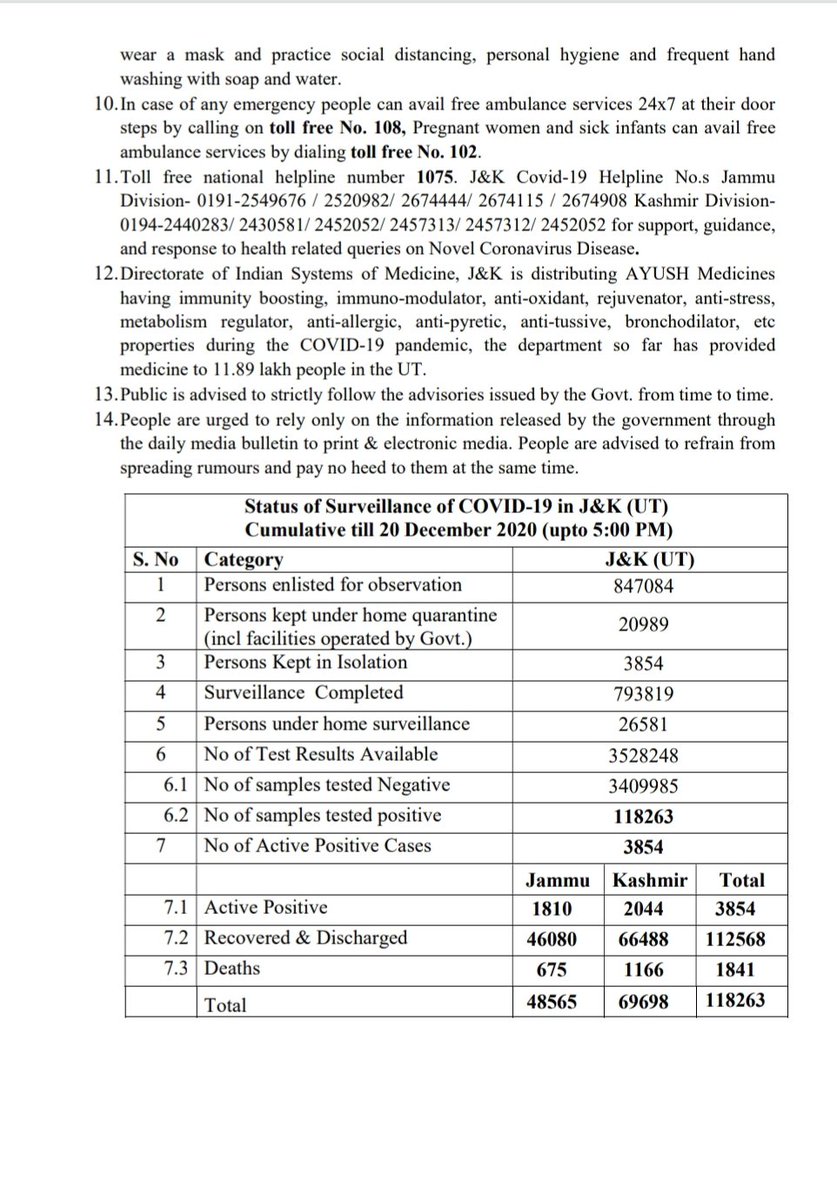 wear a mask and practice social distancing, personal hygiene and frequent hand
washing with soap and water.
10. In case of any emergency people can avail free ambulance services 24x7 at their door
steps by calling on toll free No. 108, Pregnant women and sick infants can avail free
ambulance services by dialing toll free No. 102.
11. Toll free national helpline number 1075. J&K Covid-19 Helpline No.s Jammu
Division- 0191-2549676 / 2520982/ 2674444/ 2674115 / 2674908 Kashmir Division-
0194-2440283/ 2430581/ 2452052/ 2457313/ 2457312/ 2452052 for support, guidance,
and response to health related queries on Novel Coronavirus Disease.
12. Directorate of Indian Systems of Medicine, J&K is distributing AYUSH Medicines
having immunity boosting, immuno-modulator, anti-oxidant, rejuvenator, anti-stress,
metabolism regulator, anti-allergic, anti-pyretic, anti-tussive, bronchodilator, etc
properties during the COVID-19 pandemic, the department so far has provided
medicine to 11.89 lakh people in the UT.
13. Public is advised to strictly follow the advisories issued by the Govt. from time to time.
14. People are urged to rely only on the information released by the government through
the daily media bulletin to print & electronic media. People are advised to refrain from
spreading rumours and pay no heed to them at the same time.
Status of Surveillance of COVID-19 in J&K (UT)
Cumulative till 20 December 2020 (upto 5:00 PM)
S. No Category J&K (UT)
1 Persons enlisted for observation 847084
2 Persons kept under home quarantine
(incl facilities operated by Govt.) 20989
3 Persons Kept in Isolation 3854
4 Surveillance Completed 793819
5 Persons under home surveillance 26581
6 No of Test Results Available 3528248
6.1 No of samples tested Negative 3409985
6.2 No of samples tested positive 118263
7 No of Active Positive Cases 3854
Jammu Kashmir Total
7.1 Active Positive 1810 2044 3854
7.2 Recovered & Discharged 46080 66488 112568
7.3 Deaths 675 1166 1841
Total 48565 69698 118263